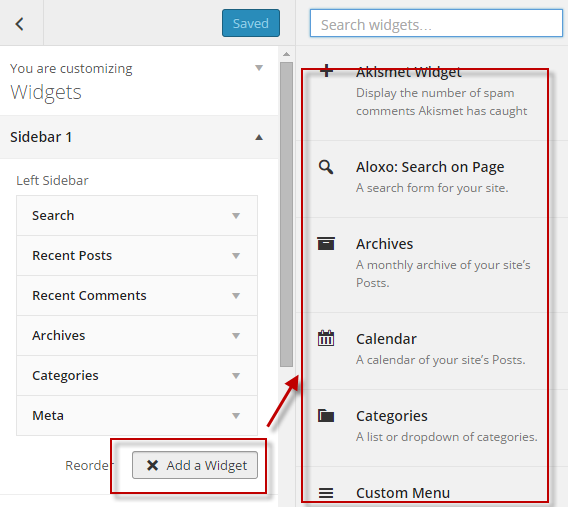 Saved
You are customizing
Widgets
Sidebar 1
Left Sidebar
Search
Recent Posts
Recent Comments
Archives
Categories
Meta
Reorder
Add a Widget
Search widgets...
Akismet Widget
Display the number of spam
comments Akismet has caught
Aloxo: Search on Page
A search form for your site.
Archives
A monthly archive of your site’s
Posts.
Calendar
A calendar of your site’s Posts.
Categories
A list or dropdown of categories.
Custom Menu